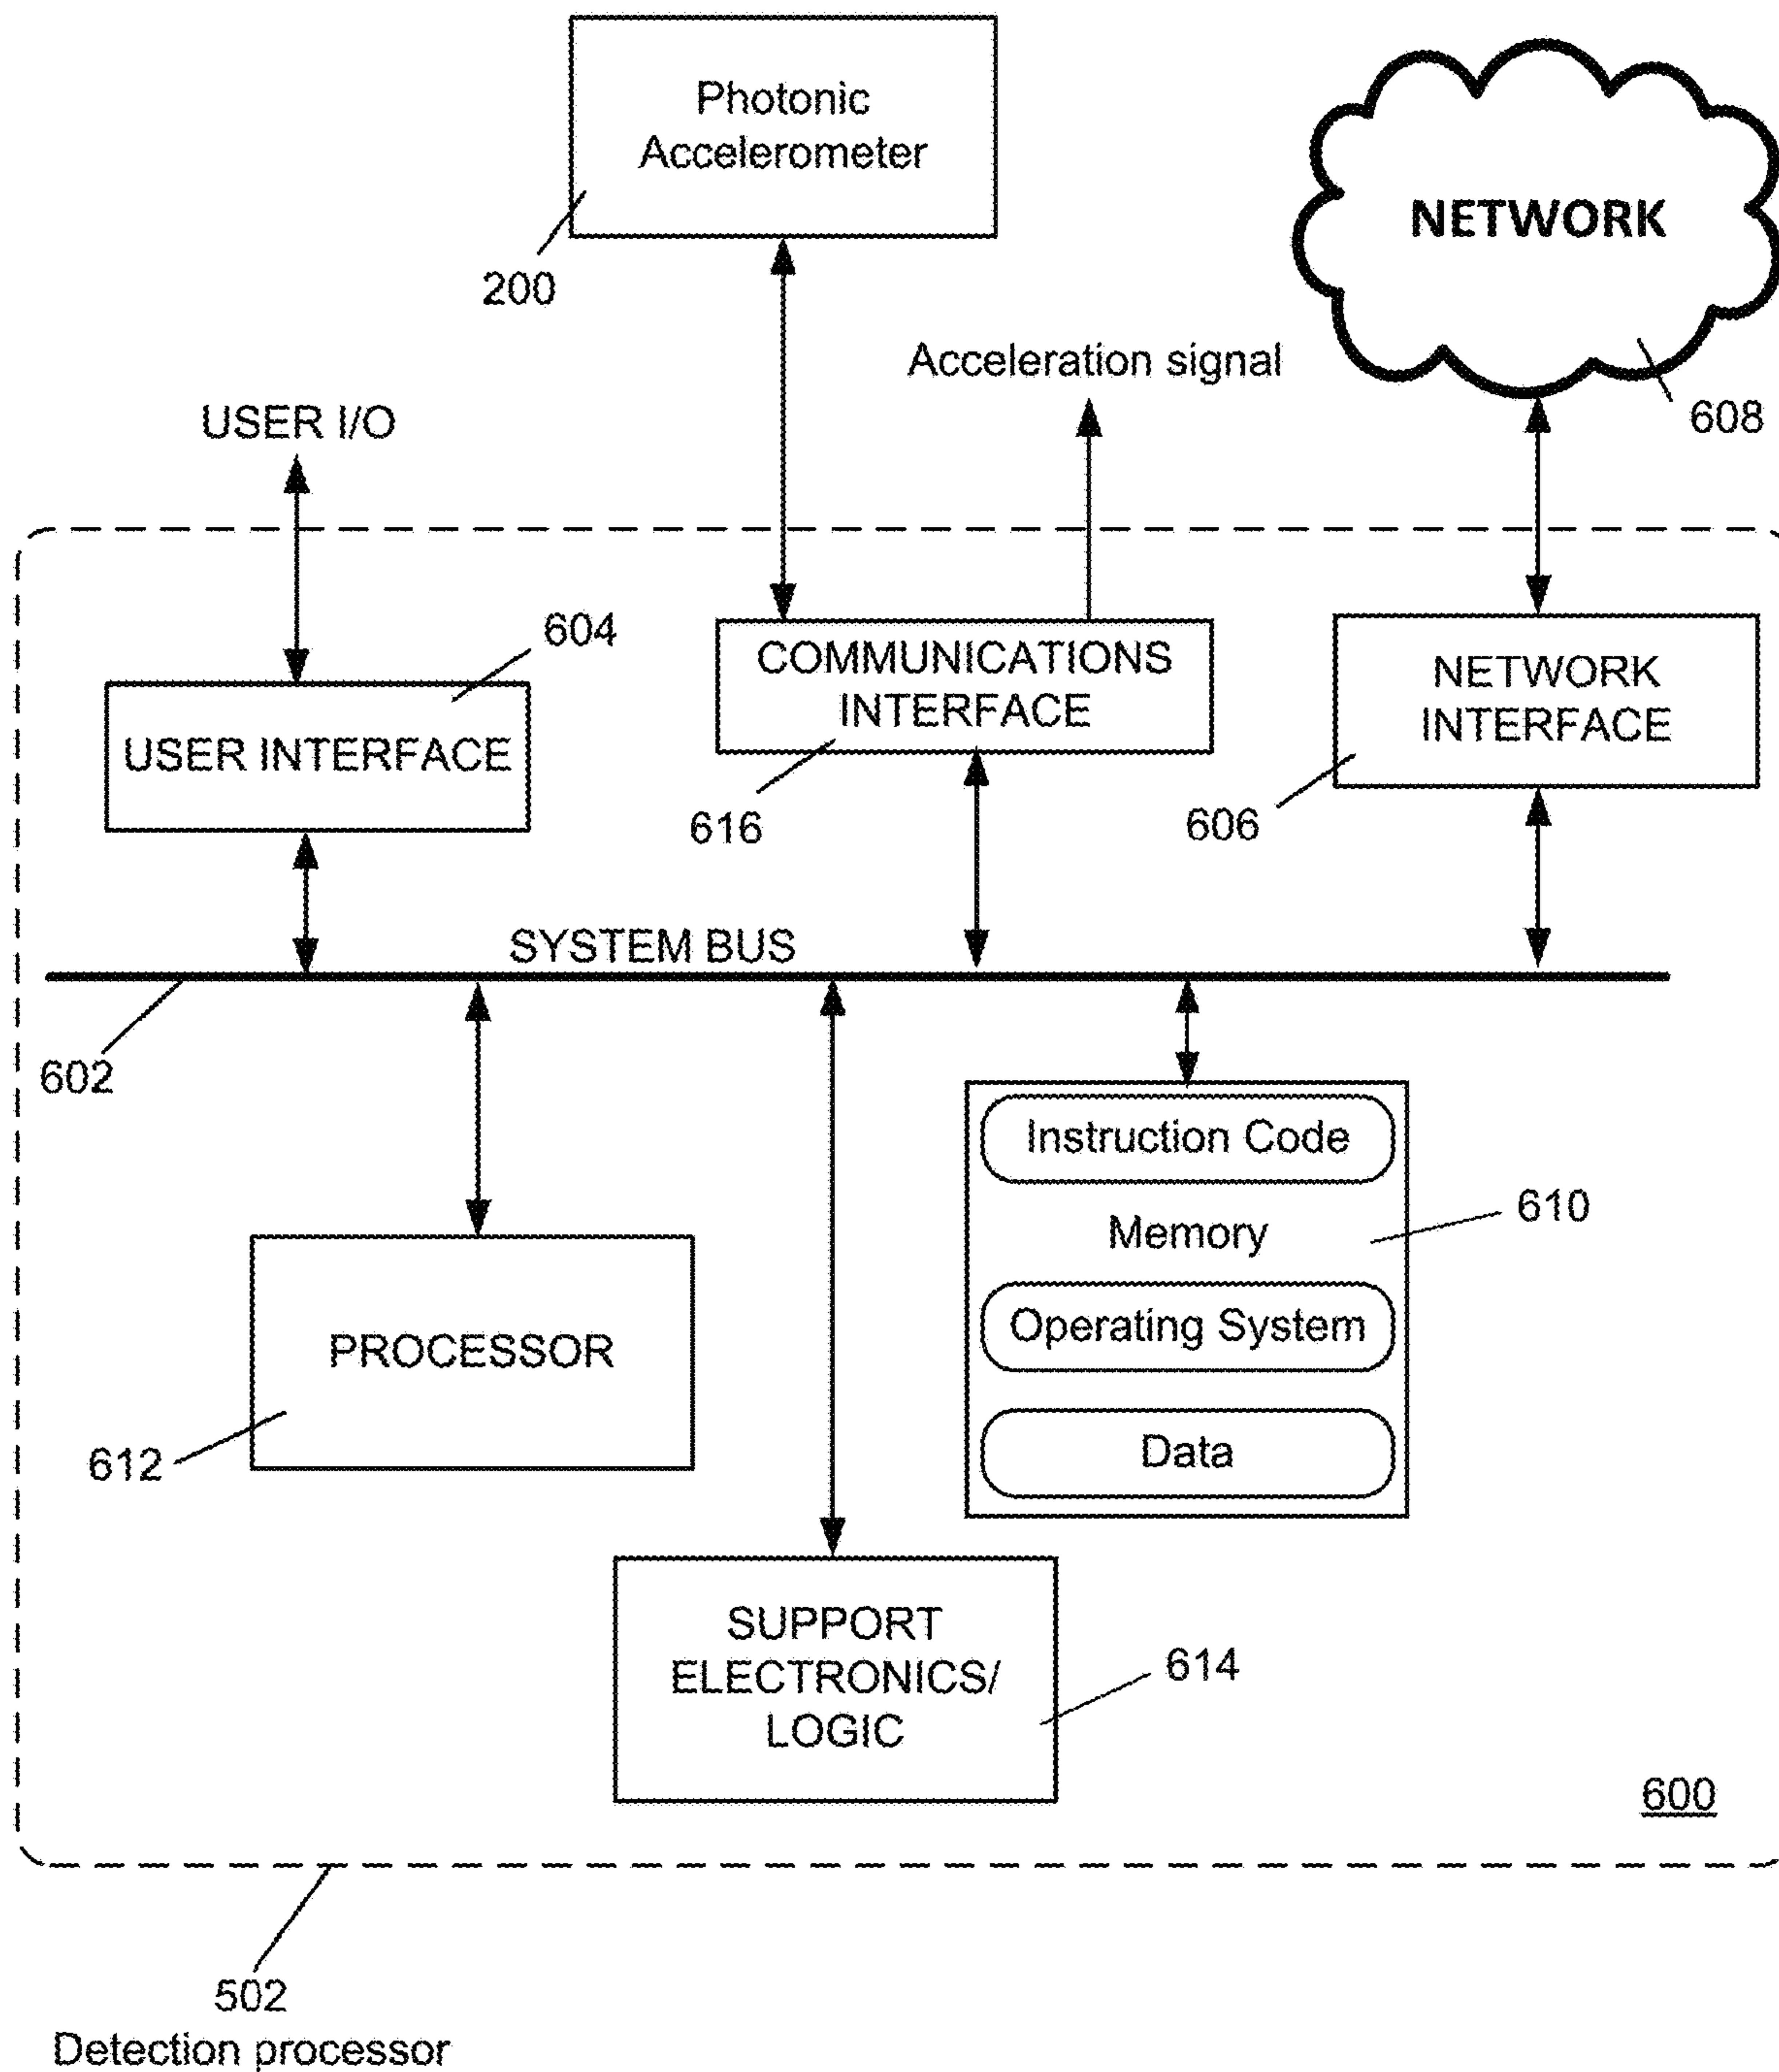 Photonic
Accelerometer
200
NETWORK
608
Acceleration signal
USER I/O
604
USER INTERFACE
COMMUNICATIONS
INTERFACE
616
NETWORK
INTERFACE
606
SYSTEM BUS
602
Instruction Code
Memory
610
Operating System
Data
PROCESSOR
612
SUPPORT
ELECTRONICS/
LOGIC
614
600
502
Detection processor